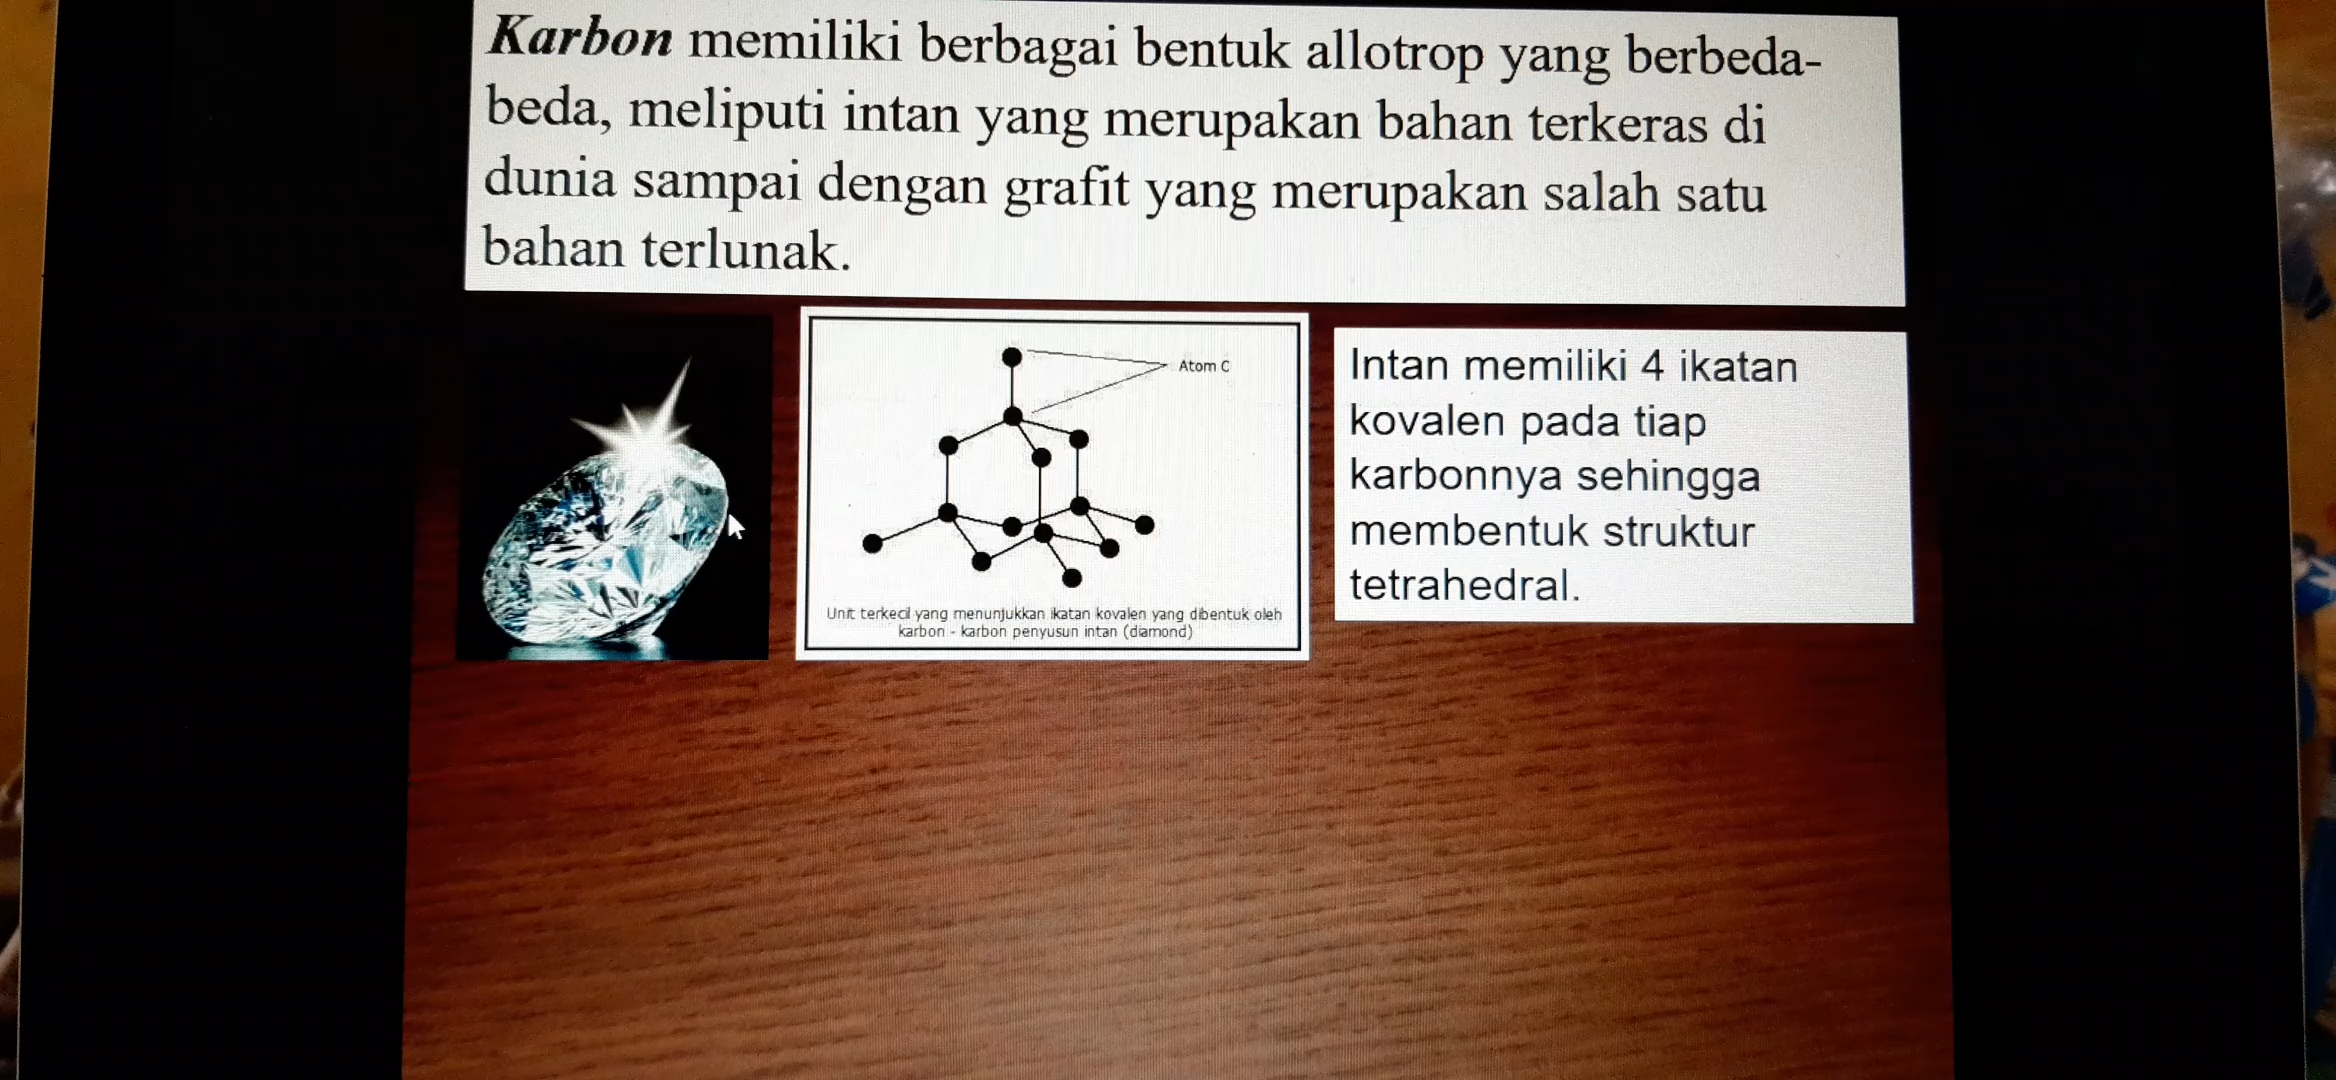 Karbon memiliki berbagai bentuk allotrop yang berbeda-
beda, meliputi intan yang merupakan bahan terkeras di
dunia sampai dengan grafit yang merupakan salah satu
bahan terlunak.
Atom C
Unit terkecil yang menunjukkan ikatan kovalen yang dibentuk oleh
karbon - karbon penyusun intan (diamond)
Intan memiliki 4 ikatan
kovalen pada tiap
karbonnya sehingga
membentuk struktur
tetrahedral.